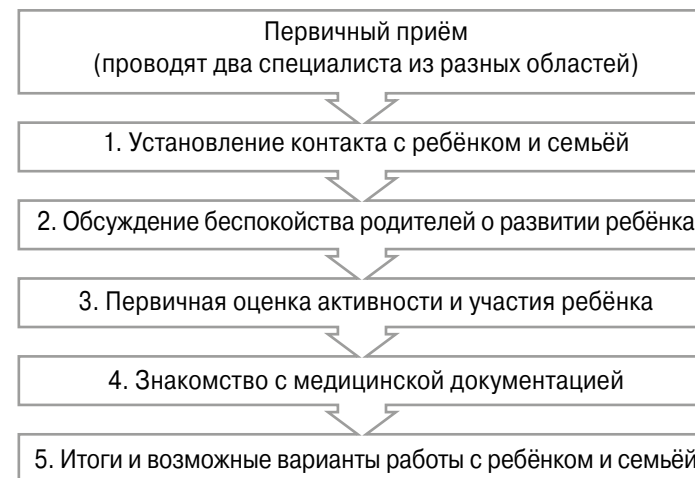 Первичный приём
(проводят два специалиста из разных областей)
1. Установление контакта с ребёнком и семьёй
2. Обсуждение беспокойства родителей о развитии ребёнка
3. Первичная оценка активности и участия ребёнка
4. Знакомство с медицинской документацией
5. Итоги и возможные варианты работы с ребёнком и семьёй